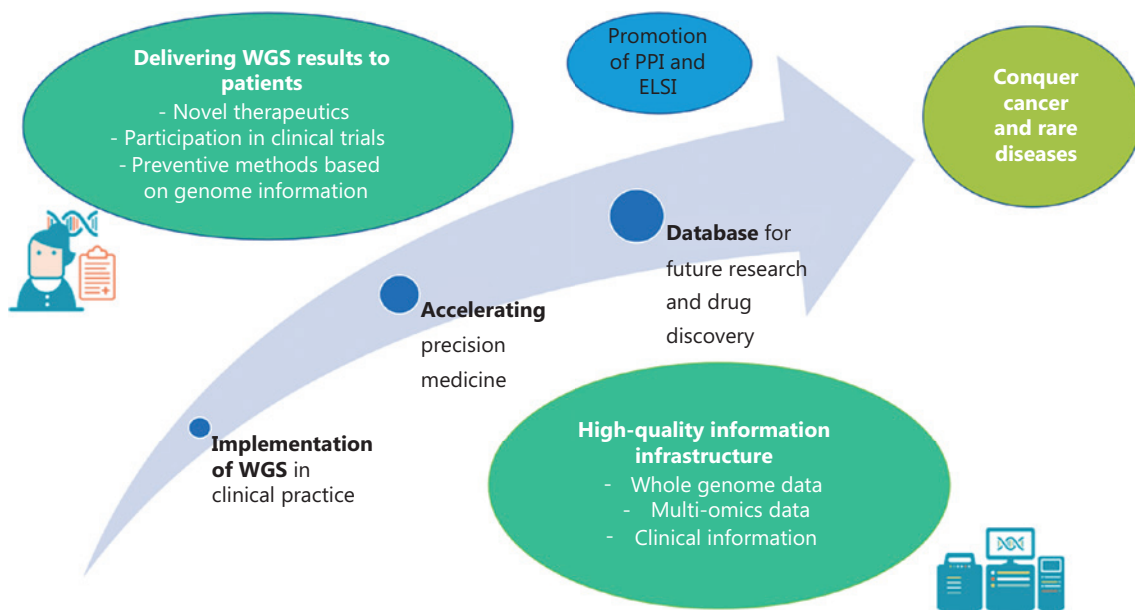 Delivering WGS results to
patients
- Novel therapeutics
- Participation in clinical trials
- Preventive methods based
on genome information
Promotion
of PPI and
ELSI
Conquer
cancer
and rare
diseases
Database for
future research
and drug
discovery
Accelerating
precision
medicine
Implementation
of WGS in
clinical practice
High-quality information
infrastructure
- Whole genome data
- Multi-omics data
- Clinical information